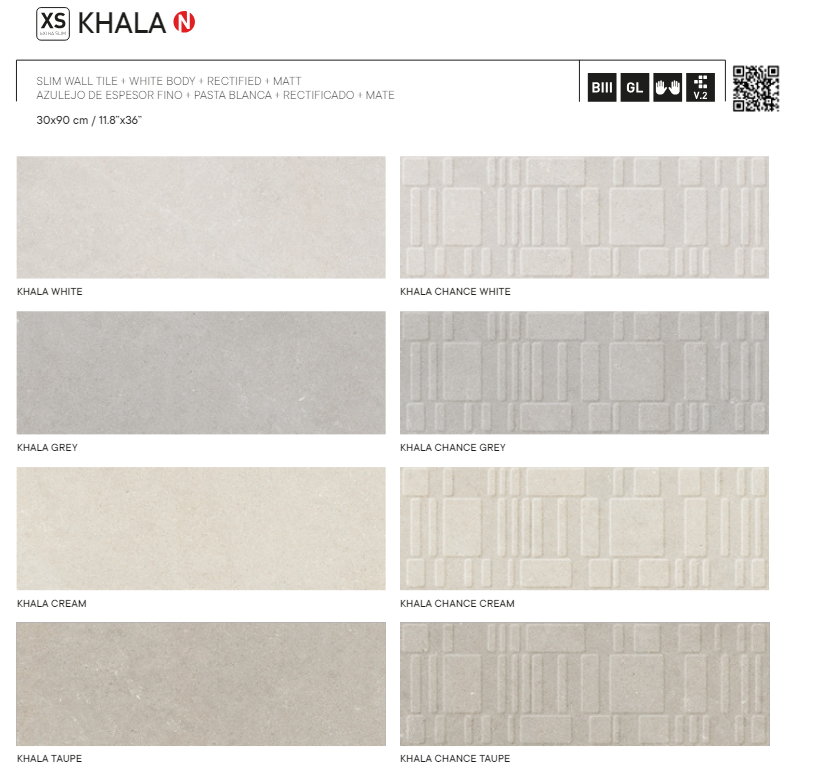 XS
EXTRA SLIM
KHALA N
SLIM WALL TILE + WHITE BODY + RECTIFIED + MATT
AZULEJO DE ESPESOR FINO + PASTA BLANCA + RECTIFICADO + MATE
BIII GL V.2
30x90 cm / 11.8"x36"
KHALA WHITE
KHALA CHANCE WHITE
KHALA GREY
KHALA CHANCE GREY
KHALA CREAM
KHALA CHANCE CREAM
KHALA TAUPE
KHALA CHANCE TAUPE